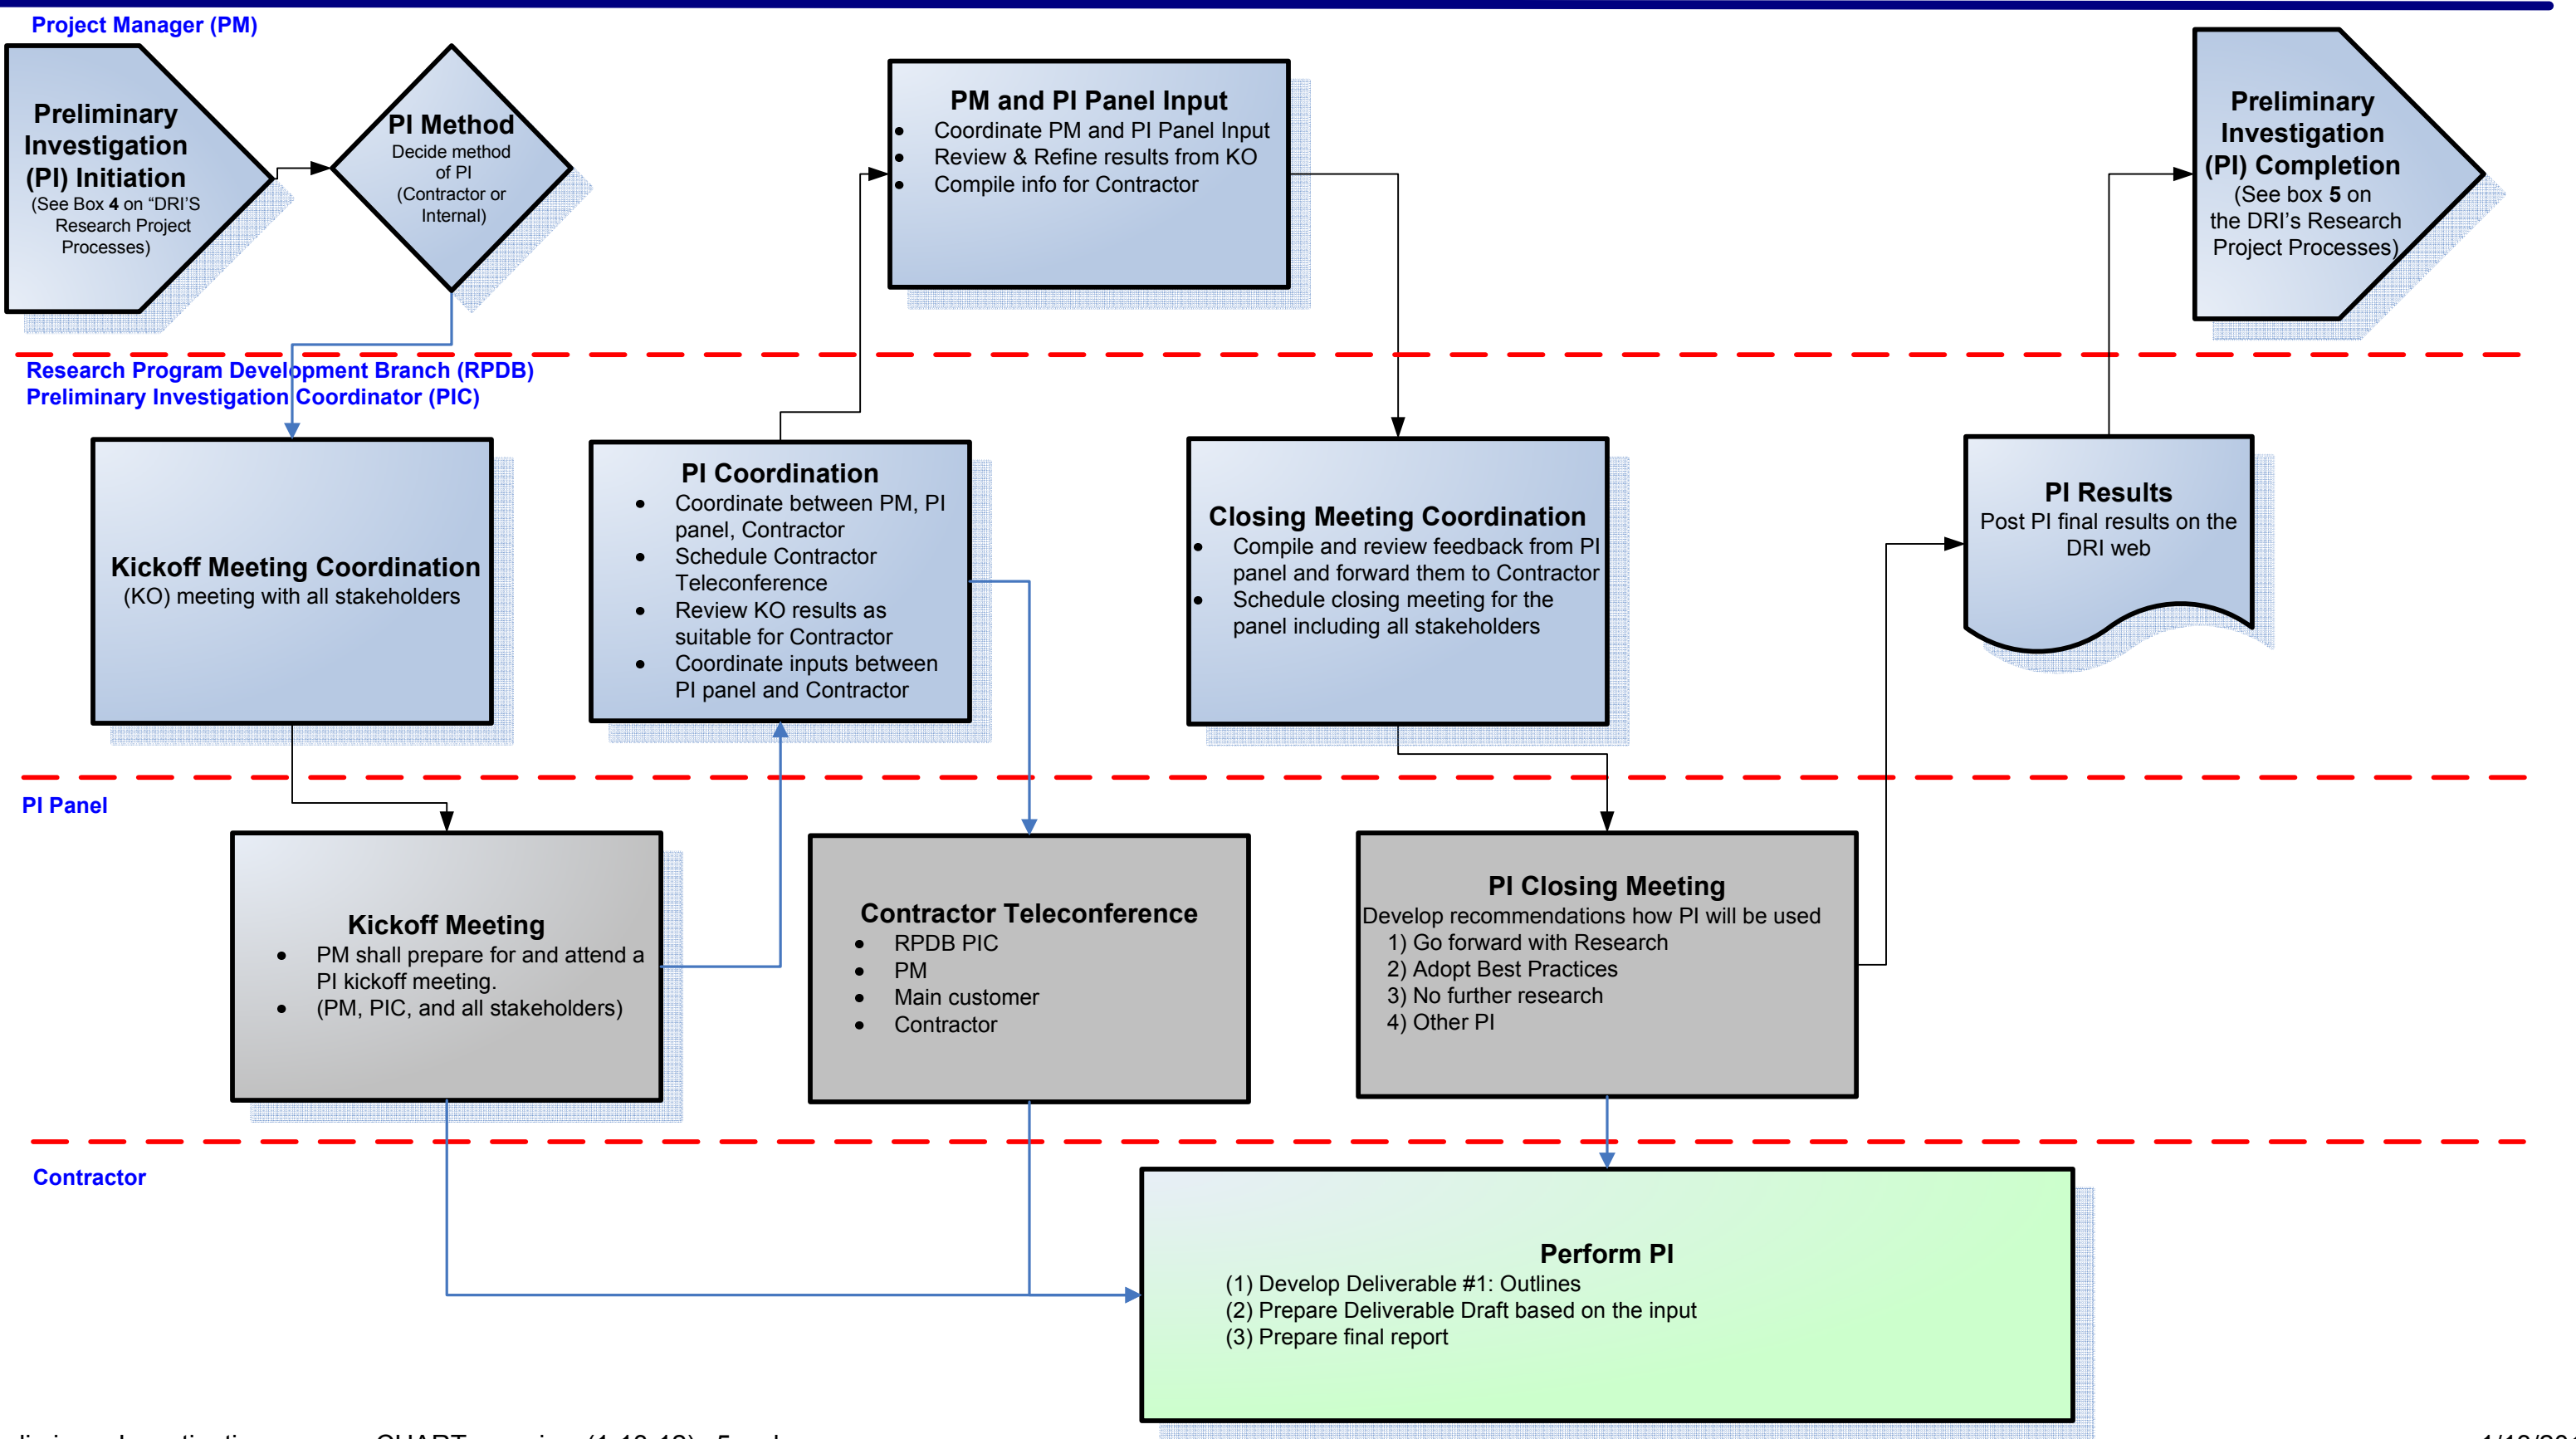 Project Manager (PM)
Preliminary
Investigation
(PI) Initiation
(See Box 4 on “DRI’S
Research Project
Processes)
PI Method
Decide method
of PI
(Contractor or
Internal)
PM and PI Panel Input
• Coordinate PM and PI Panel Input
• Review & Refine results from KO
• Compile info for Contractor
Preliminary
Investigation
(PI) Completion
(See box 5 on
the DRI’s Research
Project Processes)
Research Program Development Branch (RPDB)
Preliminary Investigation Coordinator (PIC)
Kickoff Meeting Coordination
(KO) meeting with all stakeholders
PI Coordination
• Coordinate between PM, PI
panel, Contractor
• Schedule Contractor
Teleconference
• Review KO results as
suitable for Contractor
• Coordinate inputs between
PI panel and Contractor
Closing Meeting Coordination
• Compile and review feedback from PI
panel and forward them to Contractor
• Schedule closing meeting for the
panel including all stakeholders
PI Results
Post PI final results on the
DRI web
PI Panel
Kickoff Meeting
• PM shall prepare for and attend a
PI kickoff meeting.
• (PM, PIC, and all stakeholders)
Contractor Teleconference
• RPDB PIC
• PM
• Main customer
• Contractor
PI Closing Meeting
Develop recommendations how PI will be used
1) Go forward with Research
2) Adopt Best Practices
3) No further research
4) Other PI
Contractor
Perform PI
(1) Develop Deliverable #1: Outlines
(2) Prepare Deliverable Draft based on the input
(3) Prepare final report